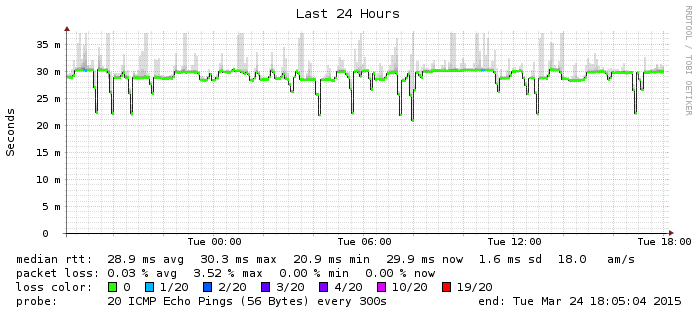 Last 24 Hours
RRDTOOL / TOBI OETIKER
Seconds
35 m
30 m
25 m
20 m
15 m
10 m
5 m
0
Tue 00:00 Tue 06:00 Tue 12:00 Tue 18:00
median rtt: 28.9 ms avg 30.3 ms max 20.9 ms min 29.9 ms now 1.6 ms sd 18.0 am/s
packet loss: 0.03 % avg 3.52 % max 0.00 % min 0.00 % now
loss color: 0 1/20 2/20 3/20 4/20 10/20 19/20
probe: 20 ICMP Echo Pings (56 Bytes) every 300s end: Tue Mar 24 18:05:04 2015